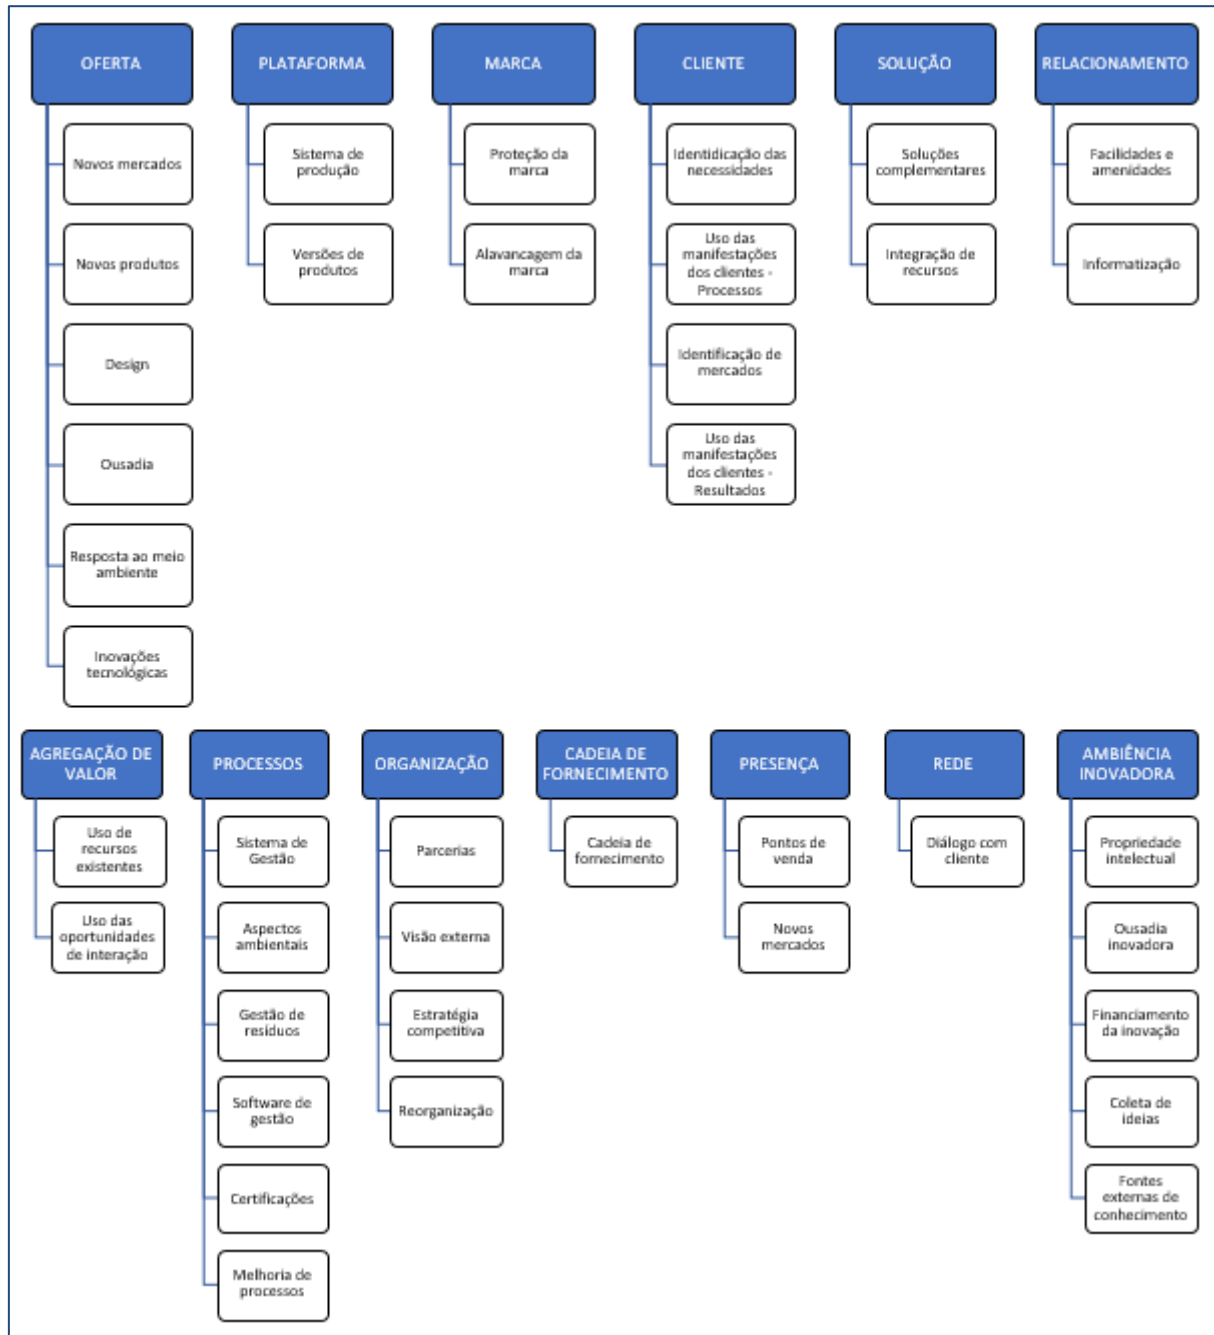 OFERTA
Novos mercados
Novos produtos
Design
Ousadia
Resposta ao meio
ambiente
Inovações
tecnológicas
PLATAFORMA
Sistema de
produção
Versões de
produtos
MARCA
Proteção da
marca
Alavancagem da
marca
CLIENTE
Identidicação das
necessidades
Uso das
manifestações
dos clientes -
Processos
Identificação de
mercados
Uso das
manifestações
dos clientes -
Resultados
SOLUÇÃO
Soluções
complementares
Integração de
recursos
RELACIONAMENTO
Facilidades e
amenidades
Informatização
AGREGAÇÃO DE
VALOR
Uso de
recursos
existentes
Uso das
oportunidades
de interação
PROCESSOS
Sistema de
Gestão
Aspectos
ambientais
Gestão de
resíduos
Software de
gestão
Certificações
Melhoria de
processos
ORGANIZAÇÃO
Parcerias
Visão externa
Estratégia
competitiva
Reorganização
CADEIA DE
FORNECIMENTO
Cadeia de
fornecimento
PRESENÇA
Pontos de
venda
Novos
mercados
REDE
Diálogo com
cliente
AMBIÊNCIA
INOVADORA
Propriedade
intelectual
Ousadia
inovadora
Financiamento
da inovação
Coleta de
ideias
Fontes
externas de
conhecimento